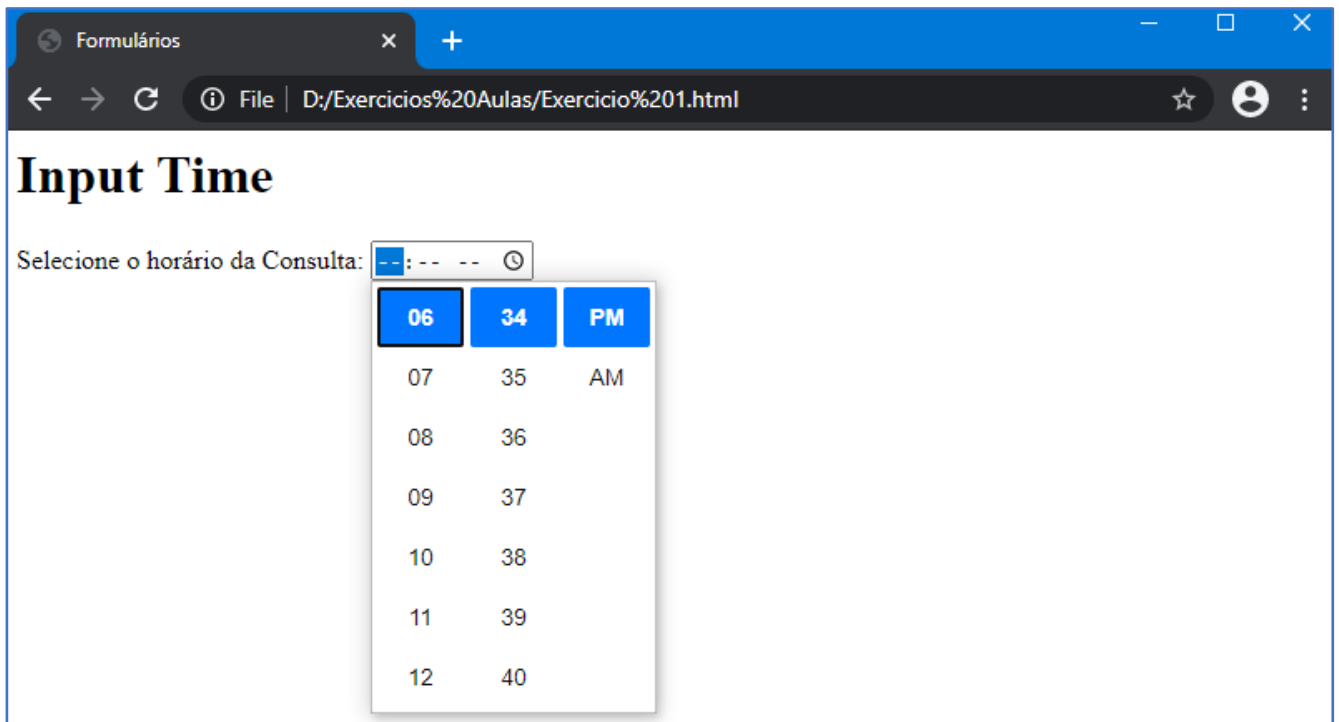 Formulários
File | D:/Exercicios%20Aulas/Exercicio%201.html
Input Time
Selecione o horário da Consulta: --:-- --
06 34 PM
07 35 AM
08 36
09 37
10 38
11 39
12 40